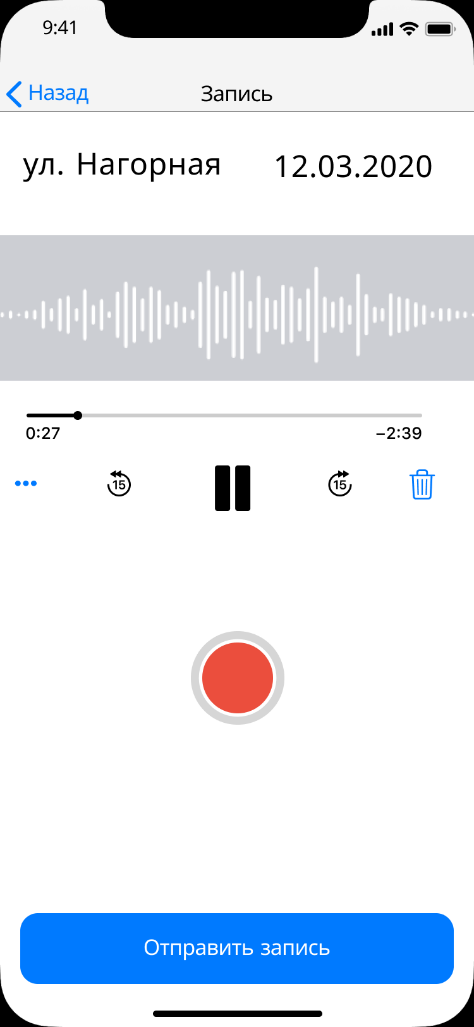 9:41
Назад Запись
ул. Нагорная 12.03.2020
0:27 –2:39
15 15
Отправить запись